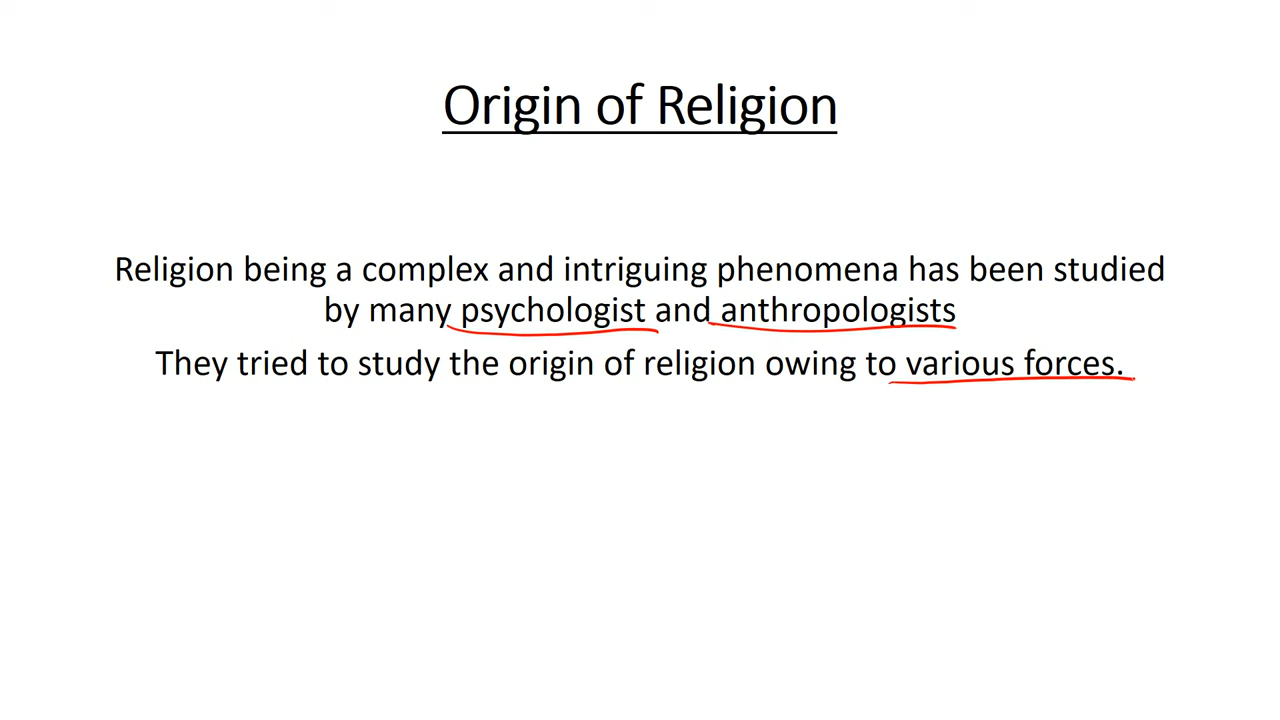 Origin of Religion
Religion being a complex and intriguing phenomena has been studied
by many psychologist and anthropologists
They tried to study the origin of religion owing to various forces.